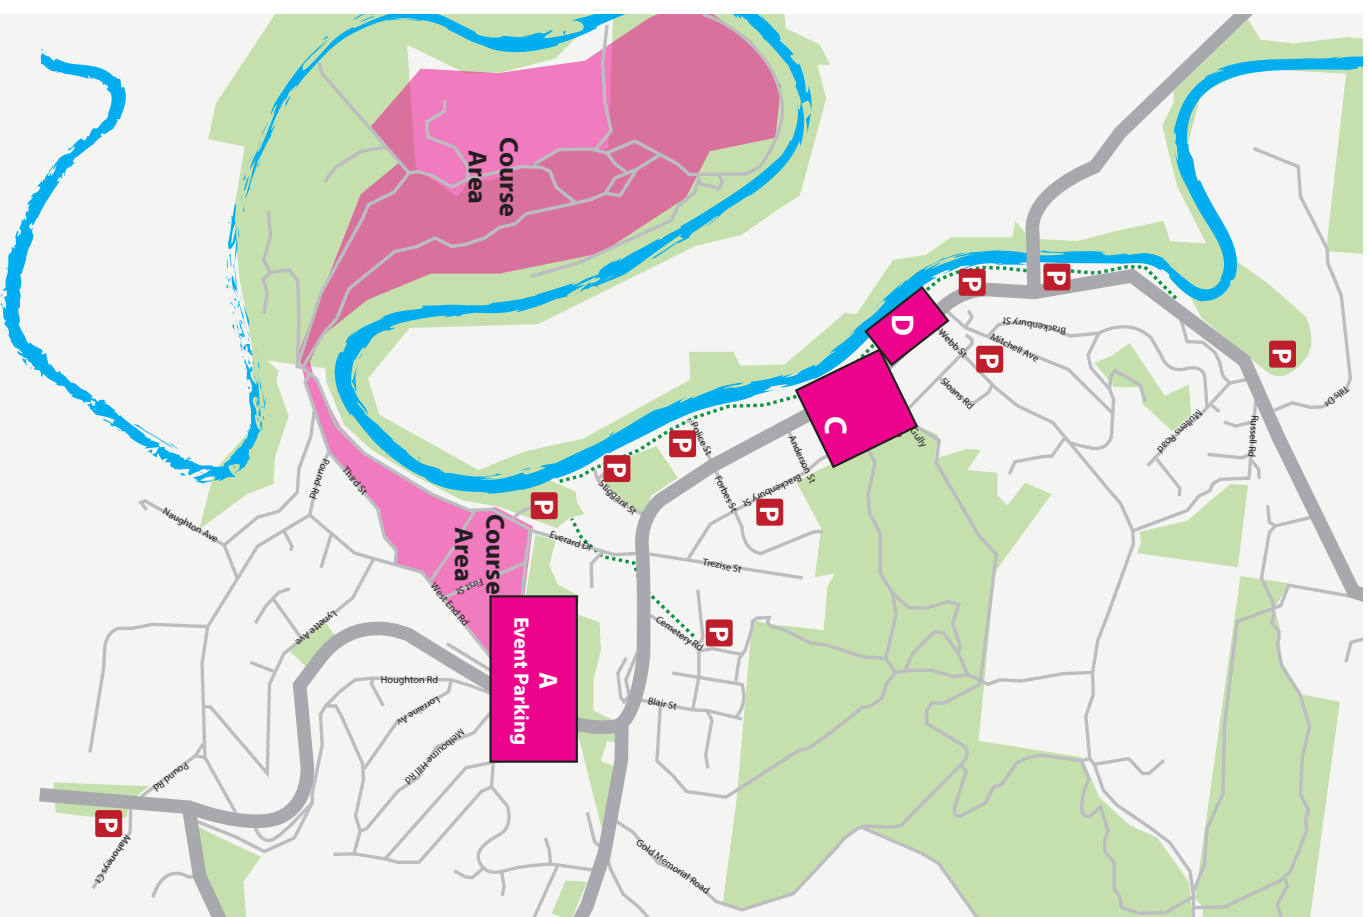 Course
Area
D
C
P
P
P
P
Brackenbury St
Mitchell Ave
Webb St
Sloans Rd
Gully
Mullens Road
Russell Rd
Tills Dr
Police St
P
P
P
P
Anderson St
Forbes St
Brackenbury St
Stiggant St
Everard Dr
Trezise St
Third St
Pound Rd
Naughton Ave
Course
Area
First St
West End Rd
A
Event Parking
Cemetery Rd
P
Lynette Ave
Houghton Rd
Lorraine Av
Melbourne Hill Rd
Blair St
Pound Rd
P
Mahoneys Ct
Gold Memorial Road